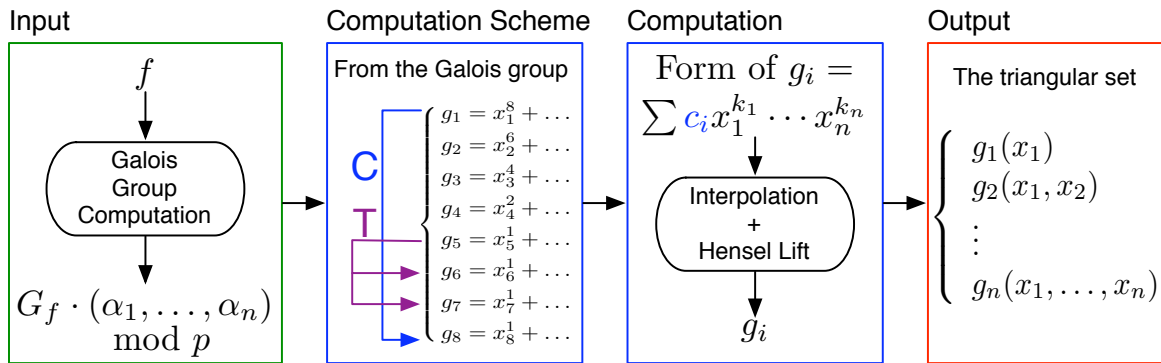 Input
f
Galois
Group
Computation
G_f · (α_1, . . . , α_n)
mod p
Computation Scheme
From the Galois group
C
T
g_1 = x_1^8 + . . .
g_2 = x_2^6 + . . .
g_3 = x_3^4 + . . .
g_4 = x_4^2 + . . .
g_5 = x_5^1 + . . .
g_6 = x_6^1 + . . .
g_7 = x_7^1 + . . .
g_8 = x_8^1 + . . .
Computation
Form of g_i =
∑ c_i x_1^{k_1} · · · x_n^{k_n}
Interpolation
+
Hensel Lift
g_i
Output
The triangular set
g_1(x_1)
g_2(x_1, x_2)
⋮
g_n(x_1, . . . , x_n)